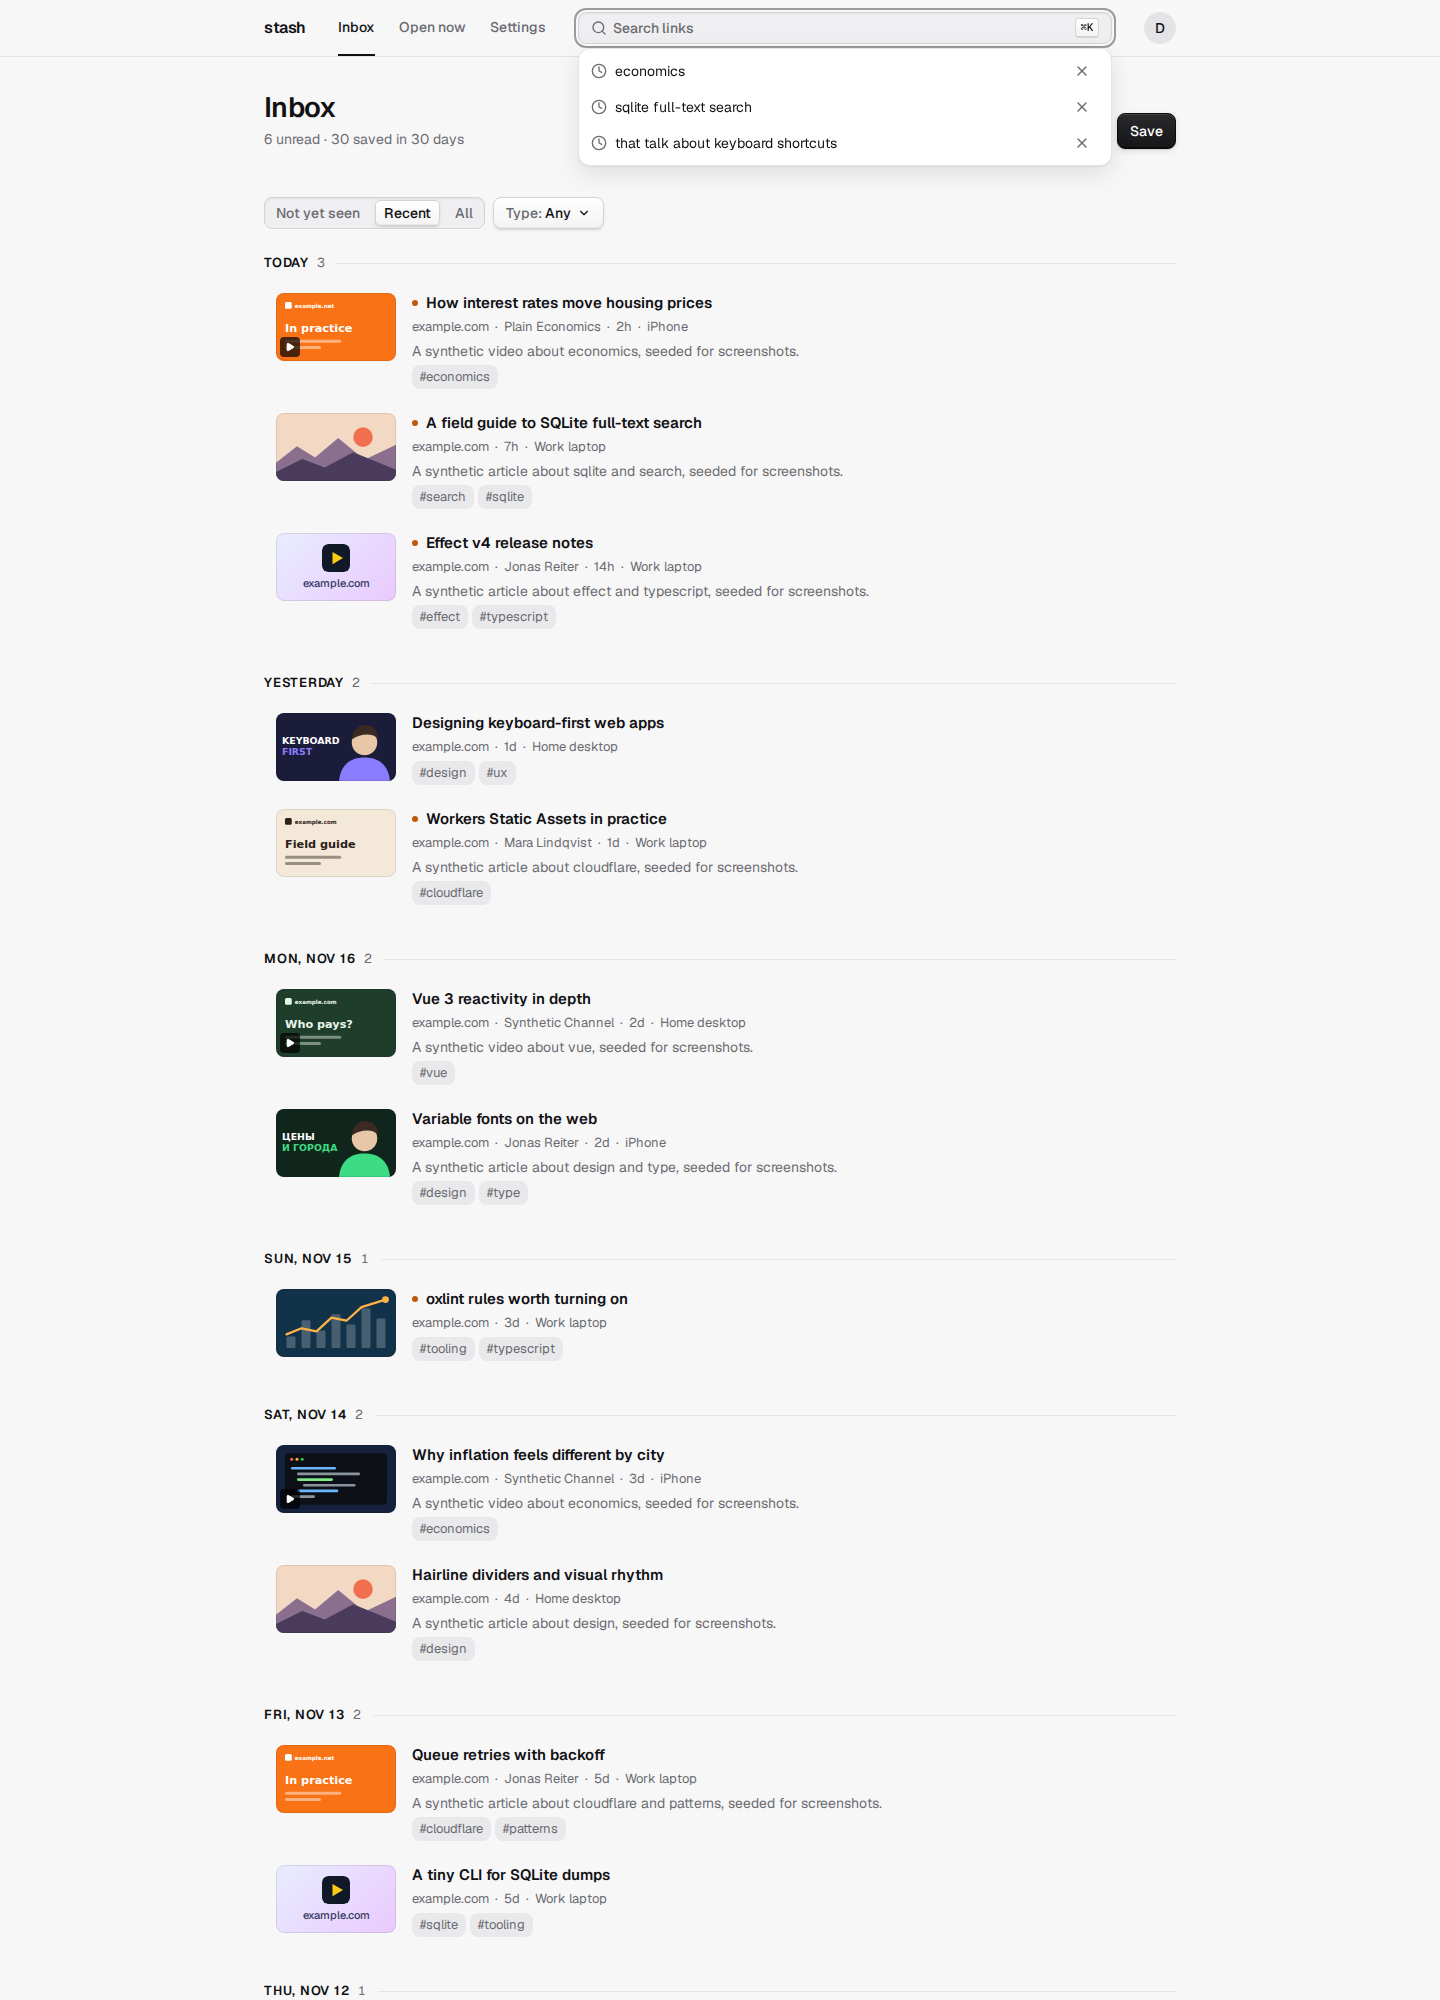 stash Inbox Open now Settings Search links ⌘K D
economics
sqlite full-text search
that talk about keyboard shortcuts
Inbox
6 unread · 30 saved in 30 days
Save
Not yet seen Recent All Type: Any
TODAY 3
example.net
In practice
How interest rates move housing prices
example.com · Plain Economics · 2h · iPhone
A synthetic video about economics, seeded for screenshots.
#economics
A field guide to SQLite full-text search
example.com · 7h · Work laptop
A synthetic article about sqlite and search, seeded for screenshots.
#search #sqlite
example.com
Effect v4 release notes
example.com · Jonas Reiter · 14h · Work laptop
A synthetic article about effect and typescript, seeded for screenshots.
#effect #typescript
YESTERDAY 2
KEYBOARD
FIRST
Designing keyboard-first web apps
example.com · 1d · Home desktop
#design #ux
example.com
Field guide
Workers Static Assets in practice
example.com · Mara Lindqvist · 1d · Work laptop
A synthetic article about cloudflare, seeded for screenshots.
#cloudflare
MON, NOV 16 2
example.com
Who pays?
Vue 3 reactivity in depth
example.com · Synthetic Channel · 2d · Home desktop
A synthetic video about vue, seeded for screenshots.
#vue
ЦЕНЫ
И ГОРОДА
Variable fonts on the web
example.com · Jonas Reiter · 2d · iPhone
A synthetic article about design and type, seeded for screenshots.
#design #type
SUN, NOV 15 1
oxlint rules worth turning on
example.com · 3d · Work laptop
#tooling #typescript
SAT, NOV 14 2
Why inflation feels different by city
example.com · Synthetic Channel · 3d · iPhone
A synthetic video about economics, seeded for screenshots.
#economics
Hairline dividers and visual rhythm
example.com · 4d · Home desktop
A synthetic article about design, seeded for screenshots.
#design
FRI, NOV 13 2
example.net
In practice
Queue retries with backoff
example.com · Jonas Reiter · 5d · Work laptop
A synthetic article about cloudflare and patterns, seeded for screenshots.
#cloudflare #patterns
example.com
A tiny CLI for SQLite dumps
example.com · 5d · Work laptop
#sqlite #tooling
THU, NOV 12 1